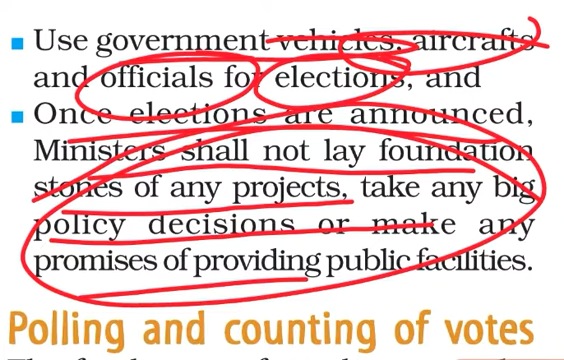 ▪ Use government vehicles, aircrafts
and officials for elections, and
▪ Once elections are announced,
Ministers shall not lay foundation
stones of any projects, take any big
policy decisions or make any
promises of providing public facilities.
Polling and counting of votes